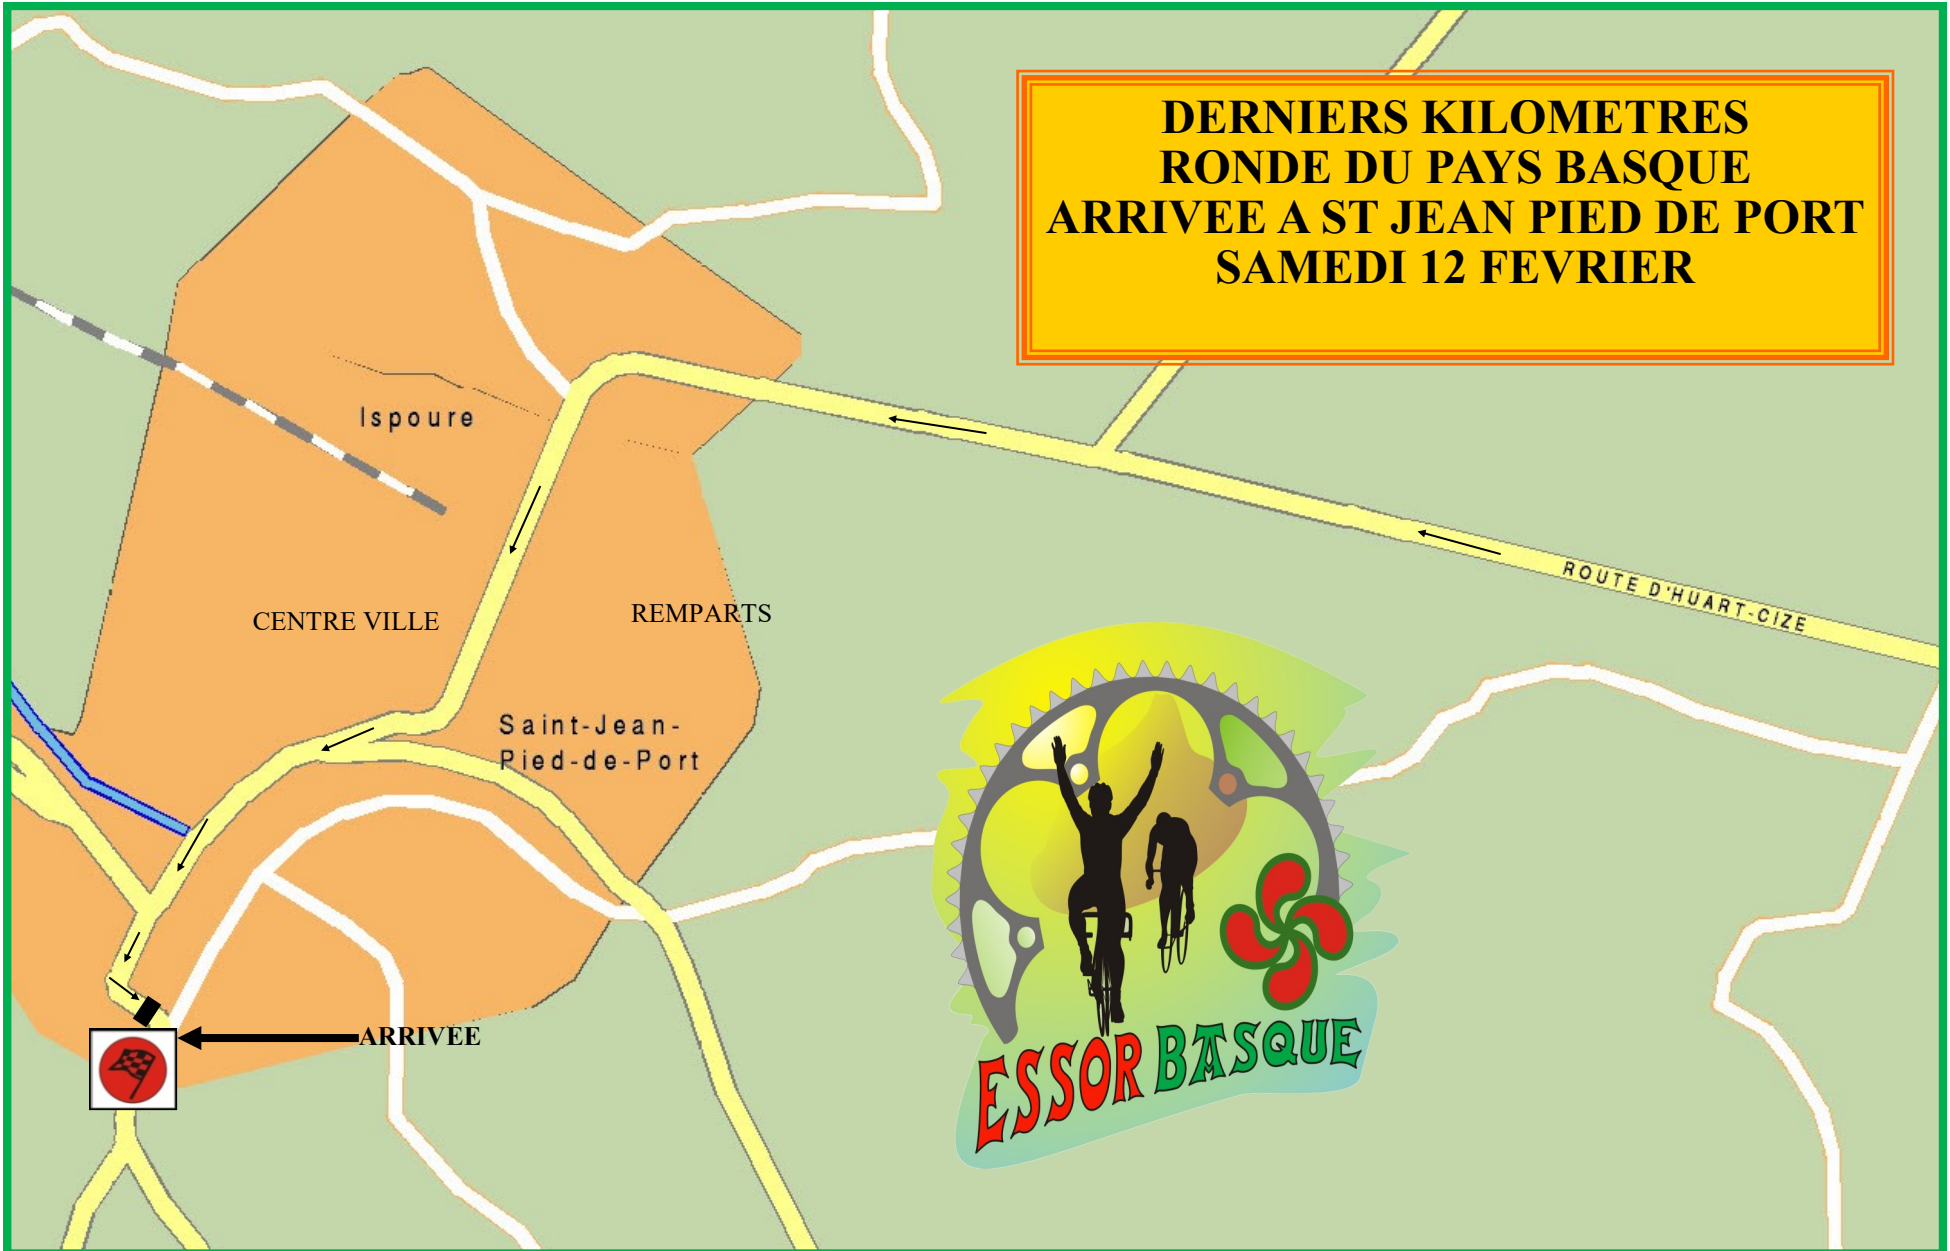 DERNIERS KILOMETRES
RONDE DU PAYS BASQUE
ARRIVEE A ST JEAN PIED DE PORT
SAMEDI 12 FEVRIER
Ispoure
ROUTE D'HUART-CIZE
CENTRE VILLE
REMPARTS
Saint-Jean-
Pied-de-Port
ARRIVEE
ESSOR BASQUE